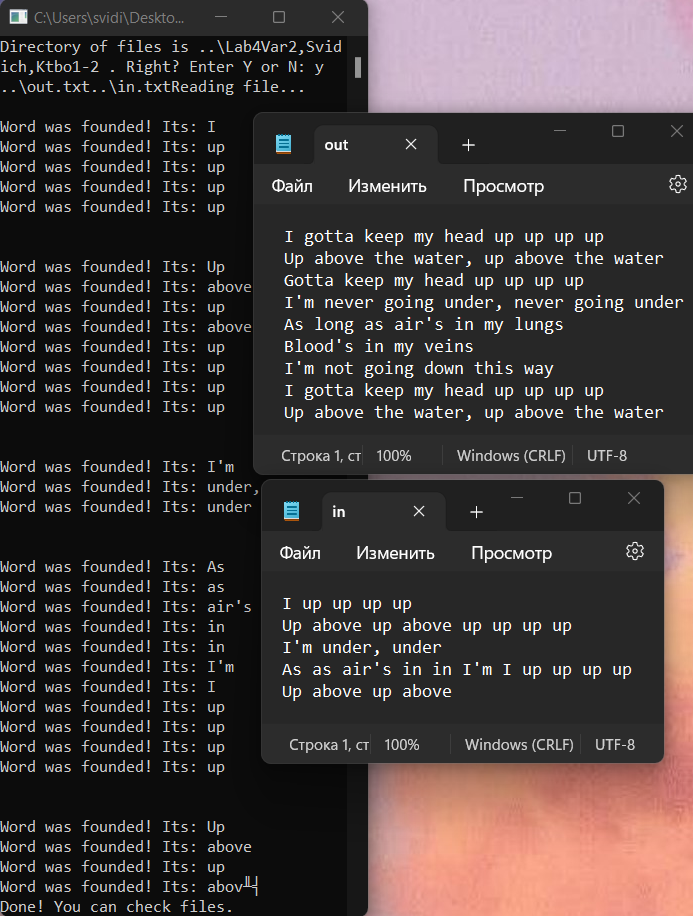 C:\Users\svidi\Deskto...
Directory of files is ..\Lab4Var2,Svid
ich,Ktbo1-2 . Right? Enter Y or N: y
..\out.txt..\in.txtReading file...
Word was founded! Its: I
Word was founded! Its: up
Word was founded! Its: up
Word was founded! Its: up
Word was founded! Its: up
Word was founded! Its: Up
Word was founded! Its: above
Word was founded! Its: up
Word was founded! Its: above
Word was founded! Its: up
Word was founded! Its: up
Word was founded! Its: up
Word was founded! Its: up
Word was founded! Its: I'm
Word was founded! Its: under,
Word was founded! Its: under
Word was founded! Its: As
Word was founded! Its: as
Word was founded! Its: air's
Word was founded! Its: in
Word was founded! Its: in
Word was founded! Its: I'm
Word was founded! Its: I
Word was founded! Its: up
Word was founded! Its: up
Word was founded! Its: up
Word was founded! Its: up
Word was founded! Its: Up
Word was founded! Its: above
Word was founded! Its: up
Word was founded! Its: abov╨┤
Done! You can check files.
out
Файл Изменить Просмотр
I gotta keep my head up up up up
Up above the water, up above the water
Gotta keep my head up up up up
I'm never going under, never going under
As long as air's in my lungs
Blood's in my veins
I'm not going down this way
I gotta keep my head up up up up
Up above the water, up above the water
Строка 1, ст 100% Windows (CRLF) UTF-8
in
Файл Изменить Просмотр
I up up up up
Up above up above up up up up
I'm under, under
As as air's in in I'm I up up up up
Up above up above
Строка 1, ст 100% Windows (CRLF) UTF-8